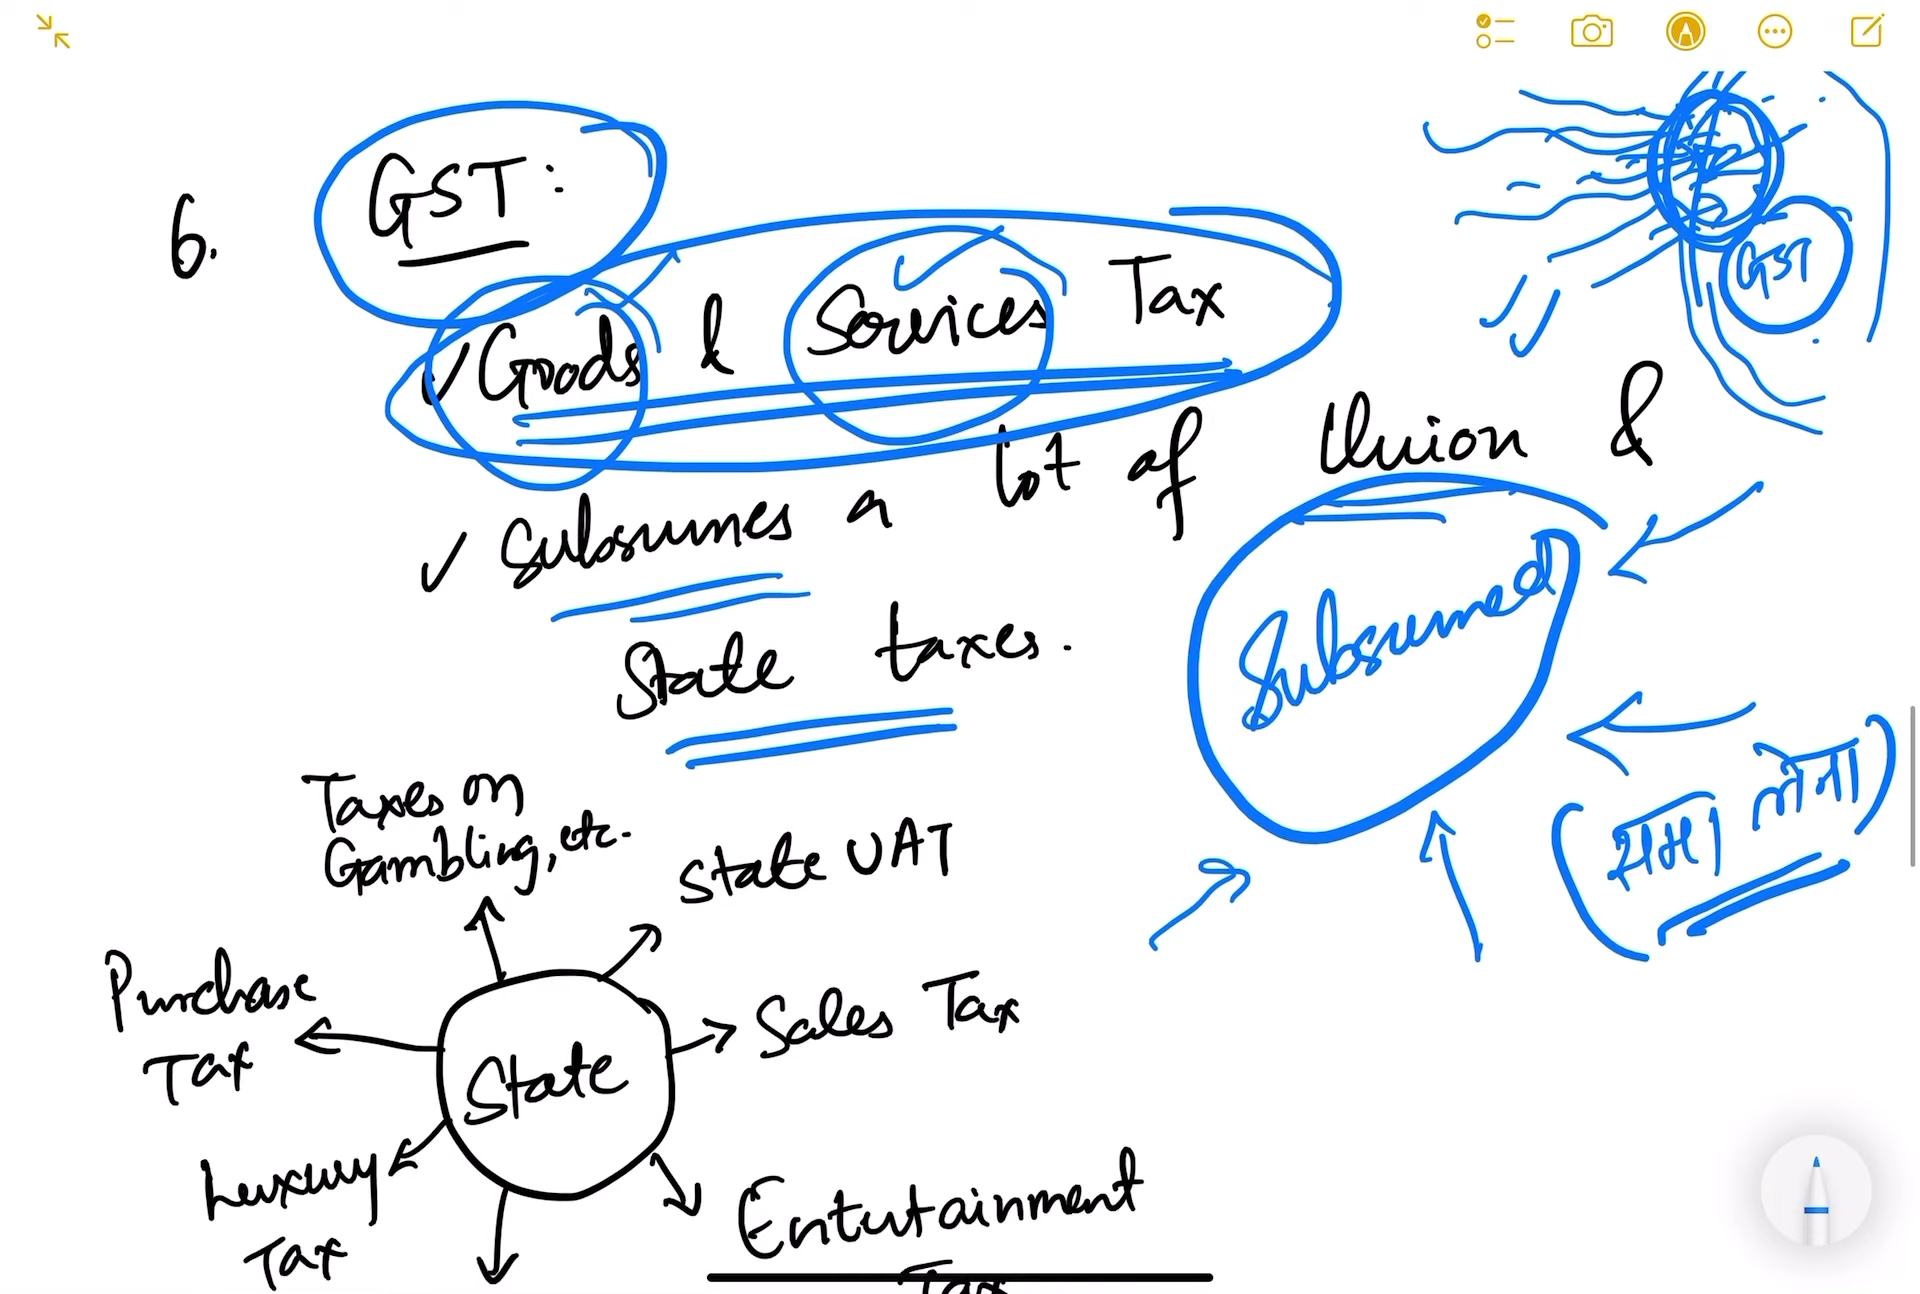 6.
GST:
GST
Goods & Services Tax
Subsumes a lot of Union &
State taxes.
Subsumed
(समा लेना)
Taxes on
Gambling, etc.
State VAT
Purchase
Tax
Sales Tax
State
Luxury
Tax
Entertainment
Tax